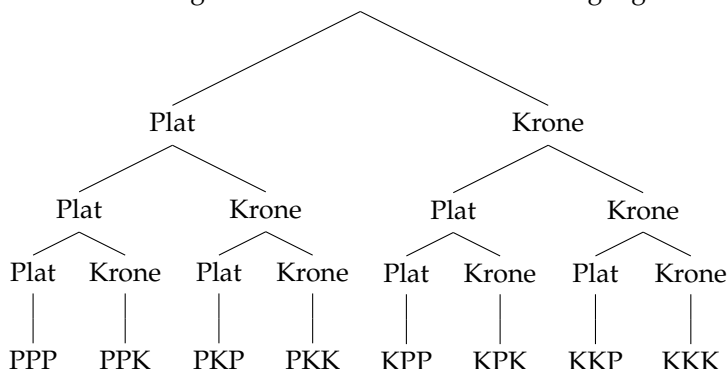 Plat Krone
Plat Krone Plat Krone
Plat Krone Plat Krone Plat Krone Plat Krone
PPP PPK PKP PKK KPP KPK KKP KKK